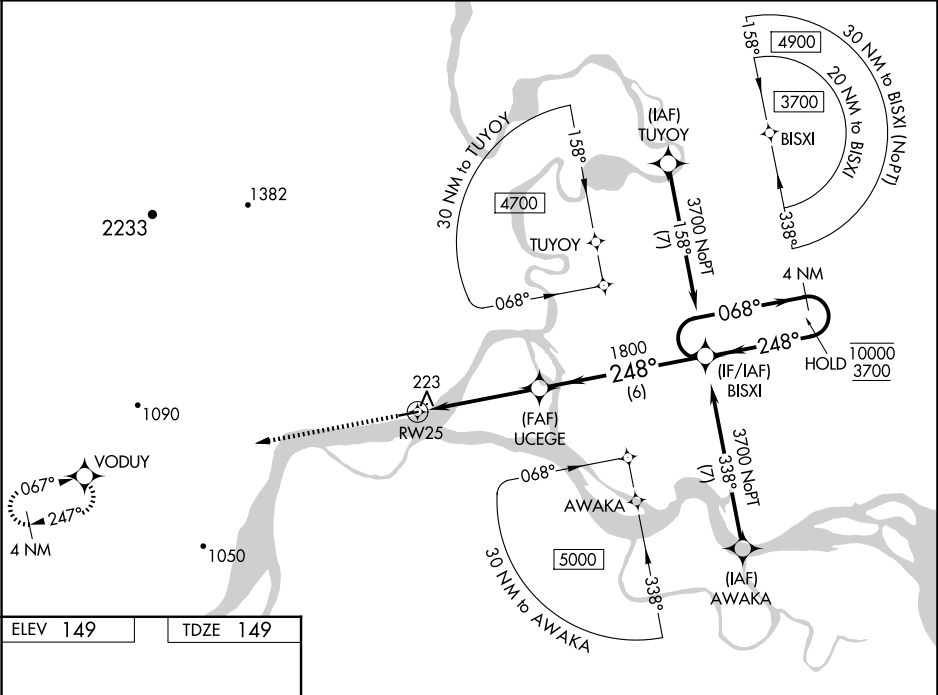 158°
4900
30 NM to BISXI (NoPT)
20 NM to BISXI
3700
BISXI
338°
(IAF)
TUYOY
3700 NoPT
158°
(7)
30 NM to TUYOY
158°
4700
TUYOY
068°
1382
2233
4 NM
068°
248°
HOLD
10000
3700
(IF/IAF)
BISXI
1800
248°
(6)
(FAF)
UCEGE
223
RW25
1090
VODUY
067°
247°
4 NM
1050
3700 NoPT
338°
(7)
(IAF)
AWAKA
068°
AWAKA
5000
338°
30 NM to AWAKA
ELEV 149
TDZE 149